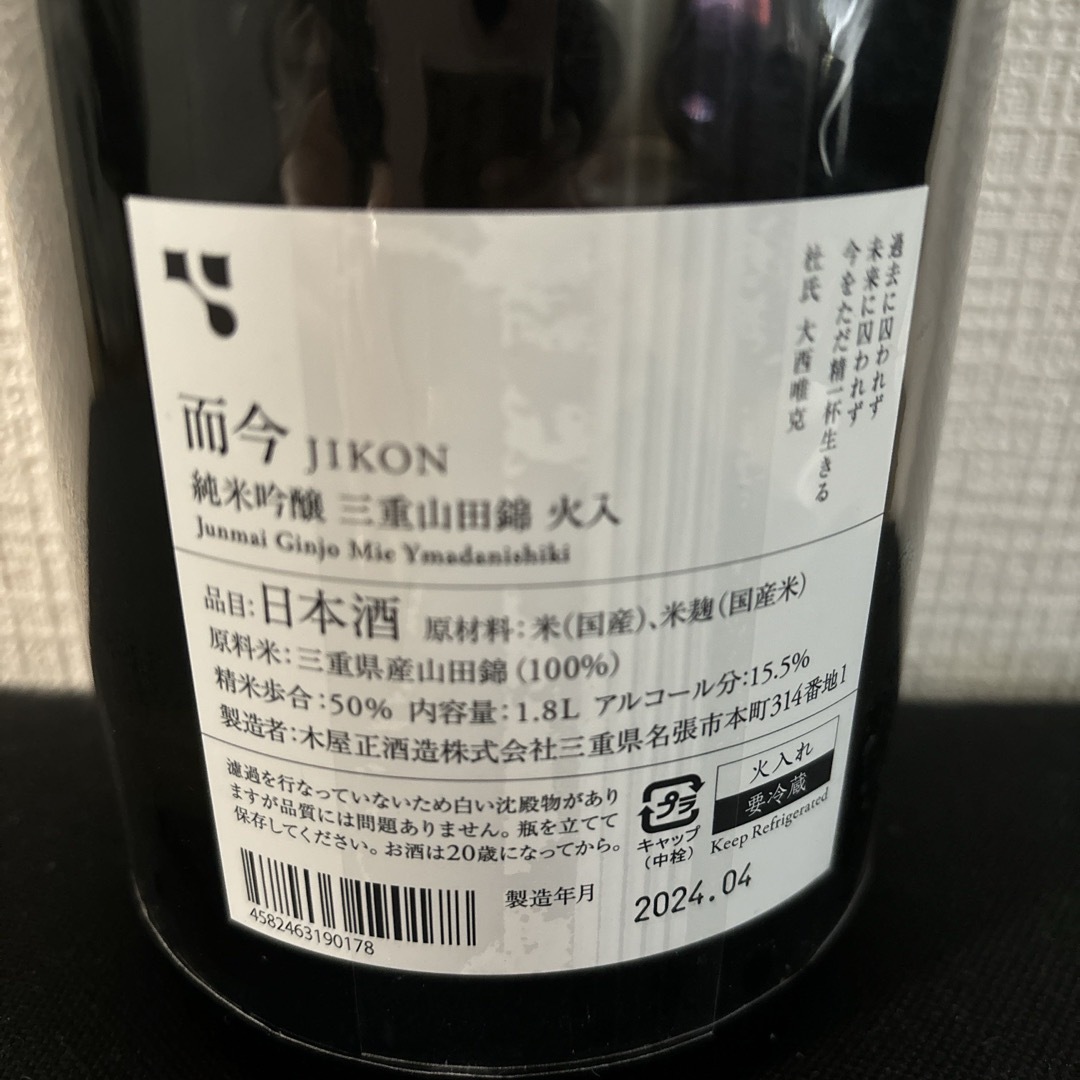 過去に囚われず
未来に囚われず
今をただ精一杯生きる
杜氏 大西唯克
而今 JIKON
純米吟醸 三重山田錦 火入
Junmai Ginjo Mie Ymadanishiki
品目:日本酒 原材料:米(国産)、米麹(国産米)
原料米:三重県産山田錦(100%)
精米歩合:50% 内容量:1.8L アルコール分:15.5%
製造者:木屋正酒造株式会社三重県名張市本町314番地1
濾過を行なっていないため白い沈殿物があり
ますが品質には問題ありません。瓶を立てて
保存してください。お酒は20歳になってから。
プラ
キャップ
(中栓)
火入れ
要冷蔵
Keep Refrigerated
4582463190178
製造年月 2024.04